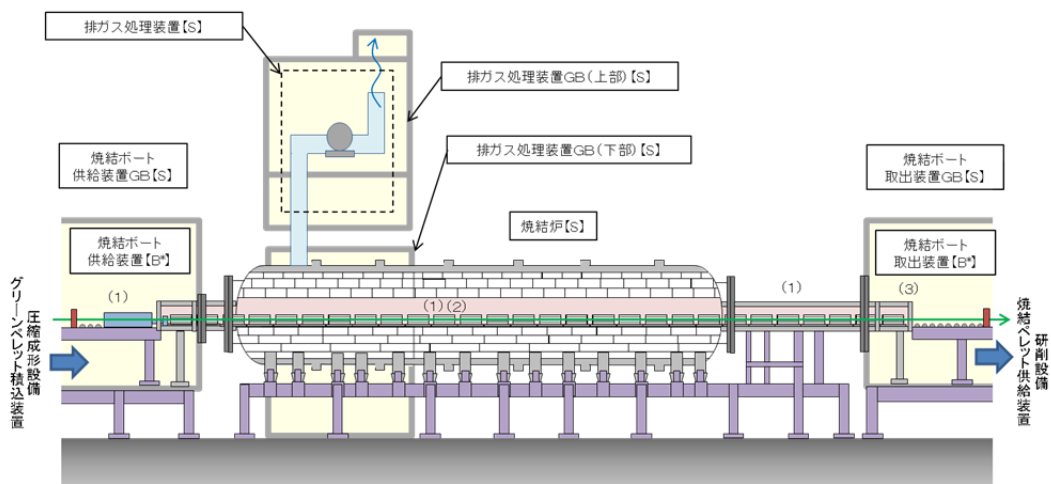 排ガス処理装置【S】
排ガス処理装置GB（上部）【S】
排ガス処理装置GB（下部）【S】
焼結ボート
供給装置GB【S】
焼結ボート
取出装置GB【S】
焼結炉【S】
焼結ボート
供給装置【B*】
焼結ボート
取出装置【B*】
（1）
（1）（2）
（1）
（3）
圧縮成形設備
グリーンペレット積込装置
研削設備
焼結ペレット供給装置